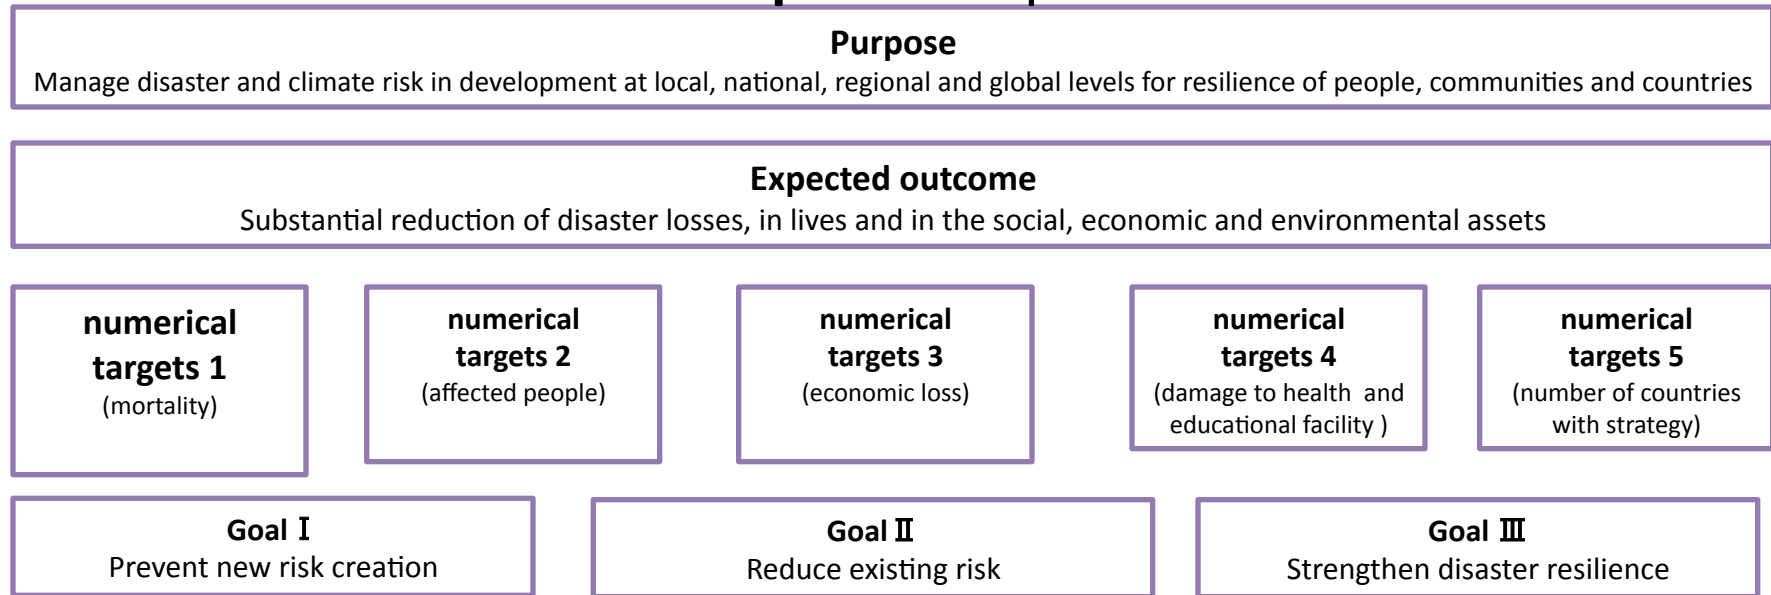 Purpose
Manage disaster and climate risk in development at local, national, regional and global levels for resilience of people, communities and countries
Expected outcome
Substantial reduction of disaster losses, in lives and in the social, economic and environmental assets
numerical
targets 1
(mortality)
numerical
targets 2
(affected people)
numerical
targets 3
(economic loss)
numerical
targets 4
(damage to health and
educational facility )
numerical
targets 5
(number of countries
with strategy)
Goal Ⅰ
Prevent new risk creation
Goal Ⅱ
Reduce existing risk
Goal Ⅲ
Strengthen disaster resilience